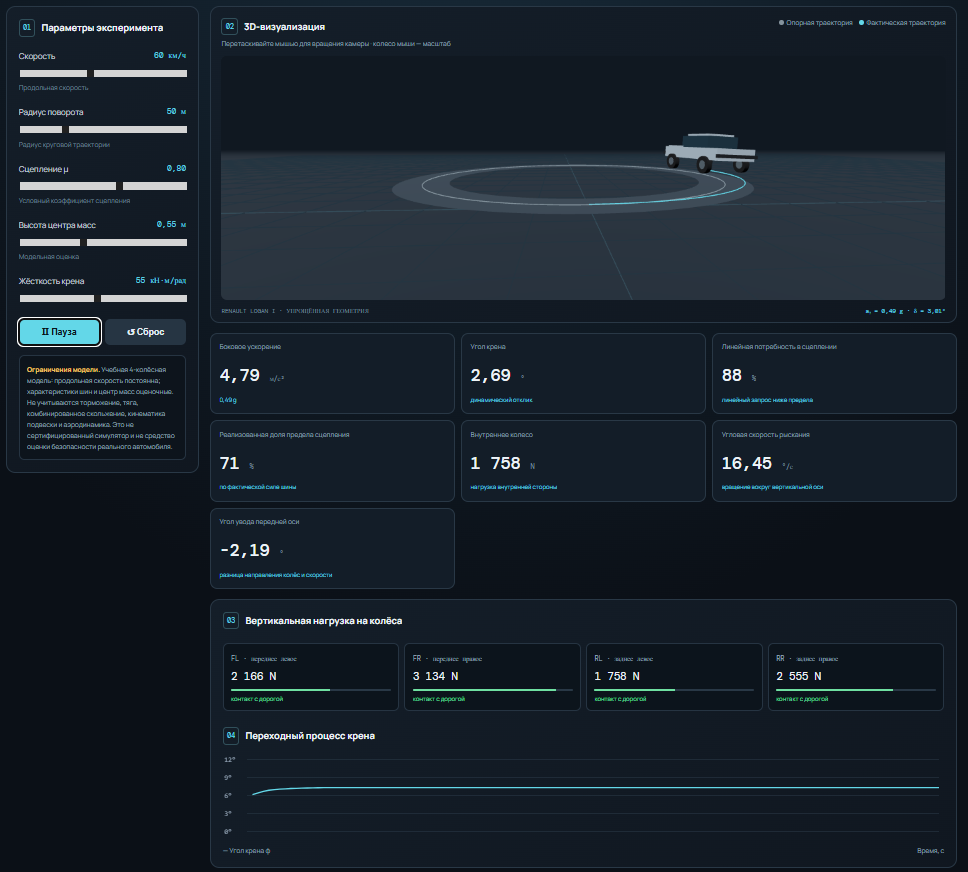 01 Параметры эксперимента
Скорость 60 км/ч
Продольная скорость
Радиус поворота 50 м
Радиус круговой траектории
Сцепление μ 0,80
Условный коэффициент сцепления
Высота центра масс 0,55 м
Модельная оценка
Жёсткость крена 55 кН·м/рад
Пауза
↺ Сброс
Ограничения модели. Учебная 4-колёсная
модель: продольная скорость постоянна;
характеристики шин и центр масс оценочные.
Не учитываются торможение, тяга,
комбинированное скольжение, кинематика
подвески и аэродинамика. Это не
сертифицированный симулятор и не средство
оценки безопасности реального автомобиля.
02 3D-визуализация
Опорная траектория Фактическая траектория
Перетаскивайте мышью для вращения камеры · колесо мыши — масштаб
RENAULT LOGAN I · УПРОЩЁННАЯ ГЕОМЕТРИЯ
= 0,49 g · δ = 3,81°
Боковое ускорение
4,79 м/с²
0,49 g
Угол крена
2,69 °
динамический отклик
Линейная потребность в сцеплении
88 %
линейный запрос ниже предела
Реализованная доля предела сцепления
71 %
по фактической силе шины
Внутреннее колесо
1 758 N
нагрузка внутренней стороны
Угловая скорость рыскания
16,45 °/с
вращение вокруг вертикальной оси
Угол увода передней оси
-2,19 °
разница направления колёс и скорости
03 Вертикальная нагрузка на колёса
FL · переднее левое
2 166 N
контакт с дорогой
FR · переднее правое
3 134 N
контакт с дорогой
RL · заднее левое
1 758 N
контакт с дорогой
RR · заднее правое
2 555 N
контакт с дорогой
04 Переходный процесс крена
12°
9°
6°
3°
0°
— Угол крена ϕ
Время, с